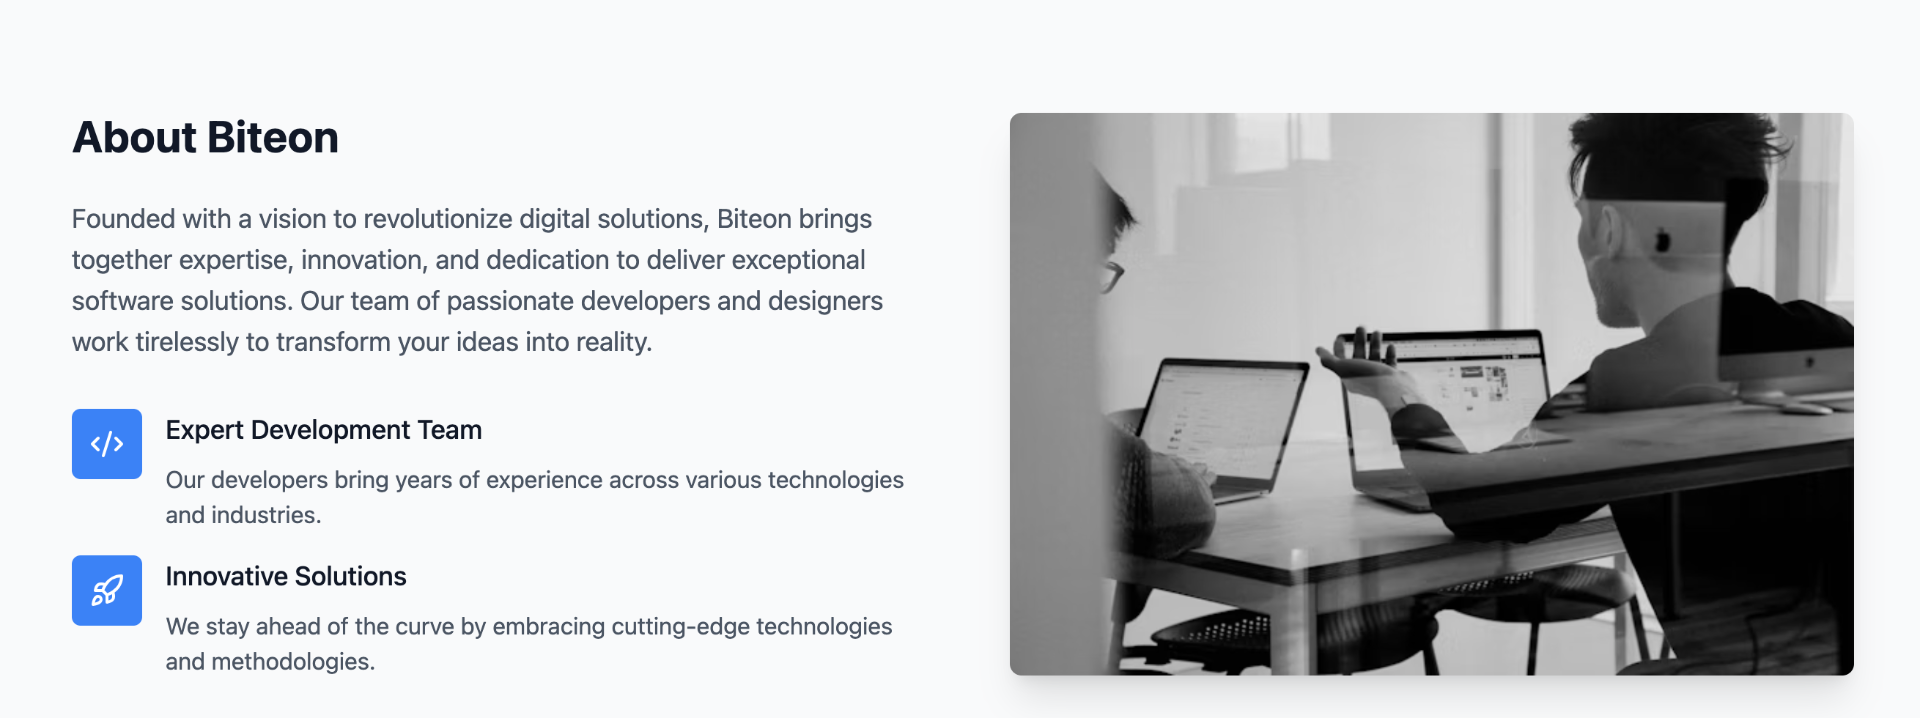 About Biteon
Founded with a vision to revolutionize digital solutions, Biteon brings
together expertise, innovation, and dedication to deliver exceptional
software solutions. Our team of passionate developers and designers
work tirelessly to transform your ideas into reality.
Expert Development Team
Our developers bring years of experience across various technologies
and industries.
Innovative Solutions
We stay ahead of the curve by embracing cutting-edge technologies
and methodologies.